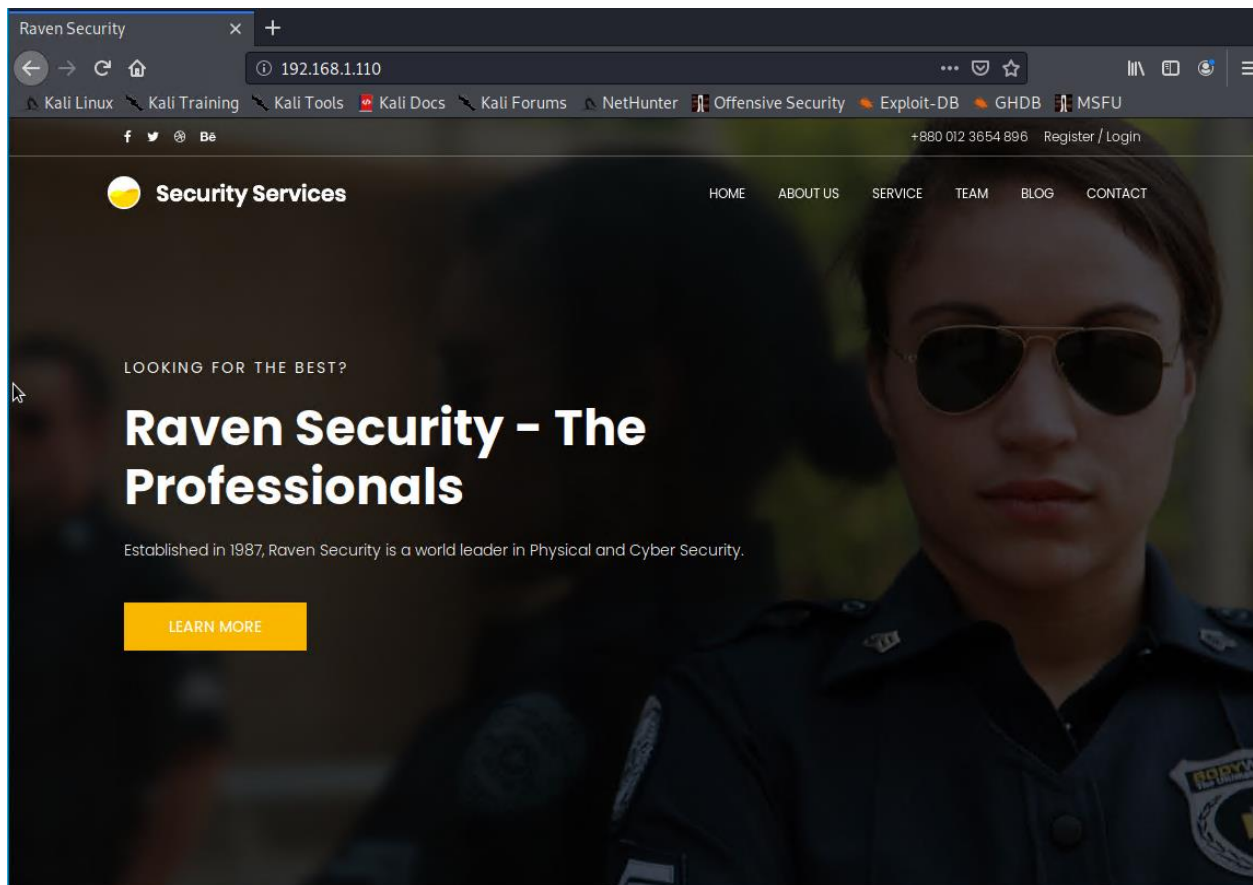 Raven Security
192.168.1.110
Kali Linux Kali Training Kali Tools Kali Docs Kali Forums NetHunter Offensive Security Exploit-DB GHDB MSFU
f Bē +880 012 3654 896 Register / Login
Security Services HOME ABOUT US SERVICE TEAM BLOG CONTACT
LOOKING FOR THE BEST?
Raven Security - The
Professionals
Established in 1987, Raven Security is a world leader in Physical and Cyber Security.
LEARN MORE